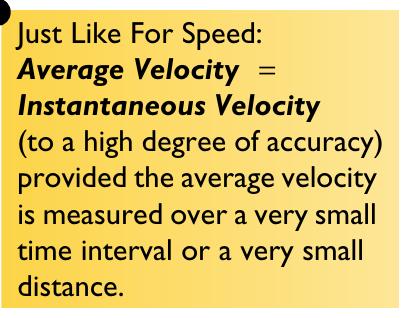 Just Like For Speed:
Average Velocity =
Instantaneous Velocity
(to a high degree of accuracy)
provided the average velocity
is measured over a very small
time interval or a very small
distance.